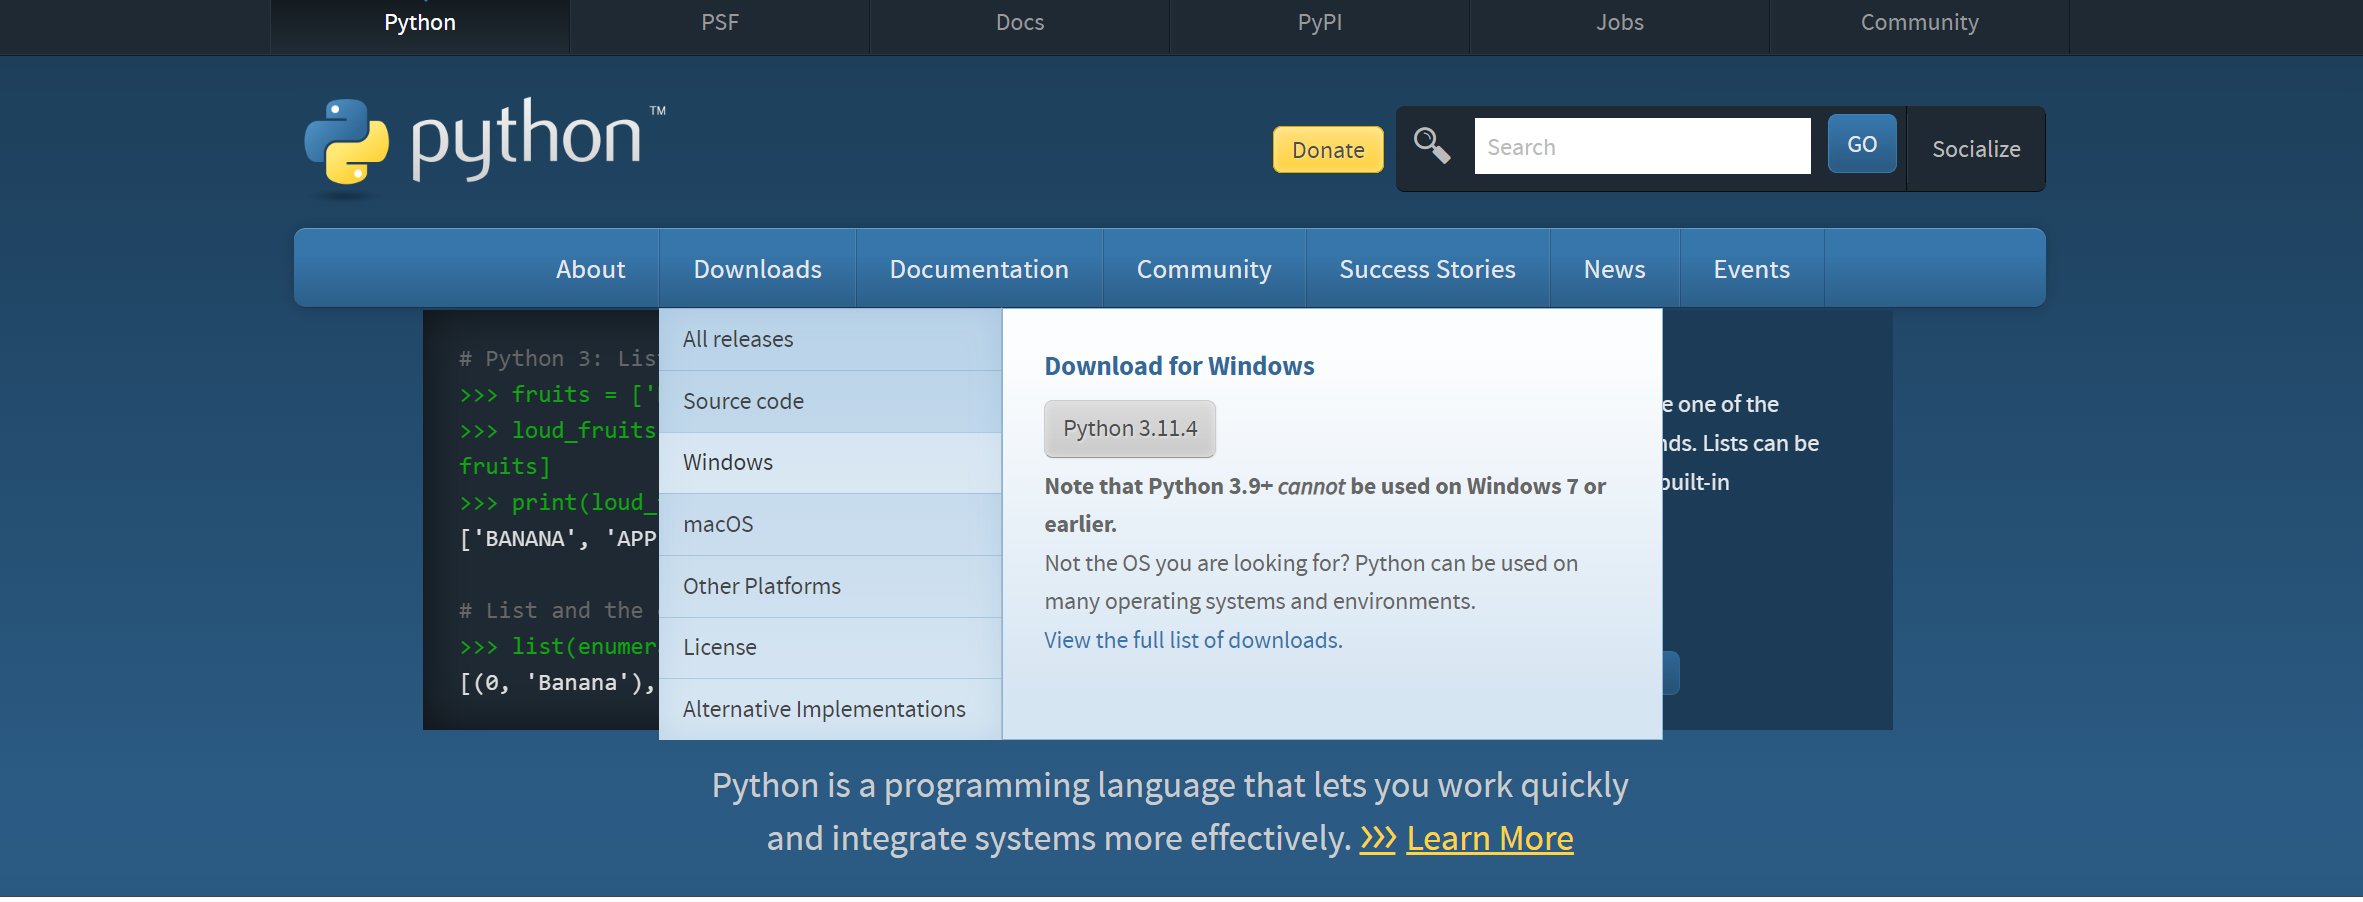 Python
PSF
Docs
PyPI
Jobs
Community
python™
Donate
Search
GO
Socialize
About
Downloads
Documentation
Community
Success Stories
News
Events
# Python 3: Lis
>>> fruits = ['
>>> loud_fruits
fruits]
>>> print(loud_
['BANANA', 'APP
# List and the
>>> list(enumer
[(0, 'Banana'),
All releases
Source code
Windows
macOS
Other Platforms
License
Alternative Implementations
Download for Windows
Python 3.11.4
Note that Python 3.9+ cannot be used on Windows 7 or
earlier.
Not the OS you are looking for? Python can be used on
many operating systems and environments.
View the full list of downloads.
e one of the
nds. Lists can be
built-in
Python is a programming language that lets you work quickly
and integrate systems more effectively. >>> Learn More